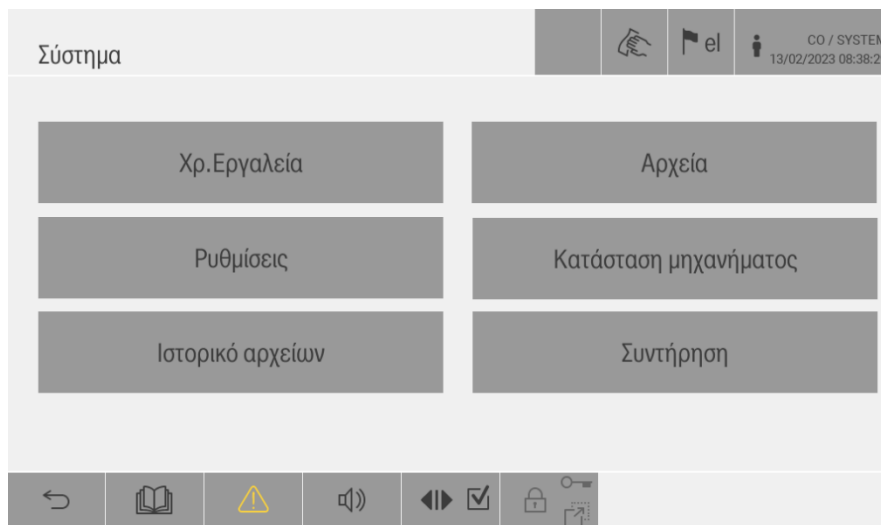 Σύστημα
el
CO / SYSTEM
13/02/2023 08:38:2
Χρ.Εργαλεία
Αρχεία
Ρυθμίσεις
Κατάσταση μηχανήματος
Ιστορικό αρχείων
Συντήρηση